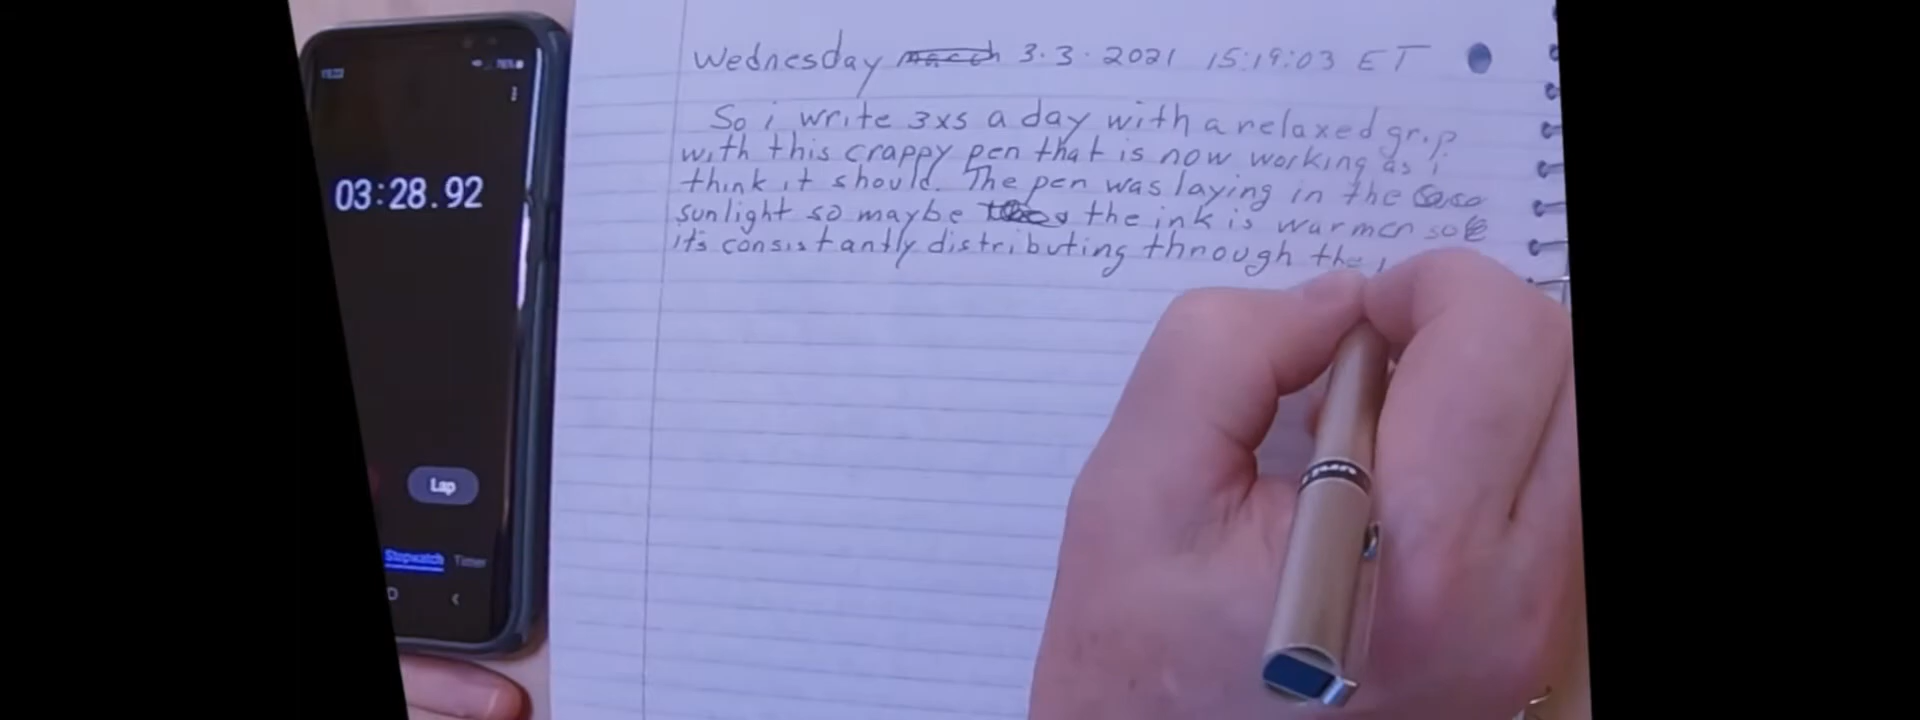 Wednesday 3.3.2021 15:19:03 ET
So i write 3xs a day with a relaxed grip
with this crappy pen that is now working as i
think it should. The pen was laying in the
sunlight so maybe the ink is warmer so
it's consistantly distributing through the
03:28.92
Lap
Stopwatch
Timer